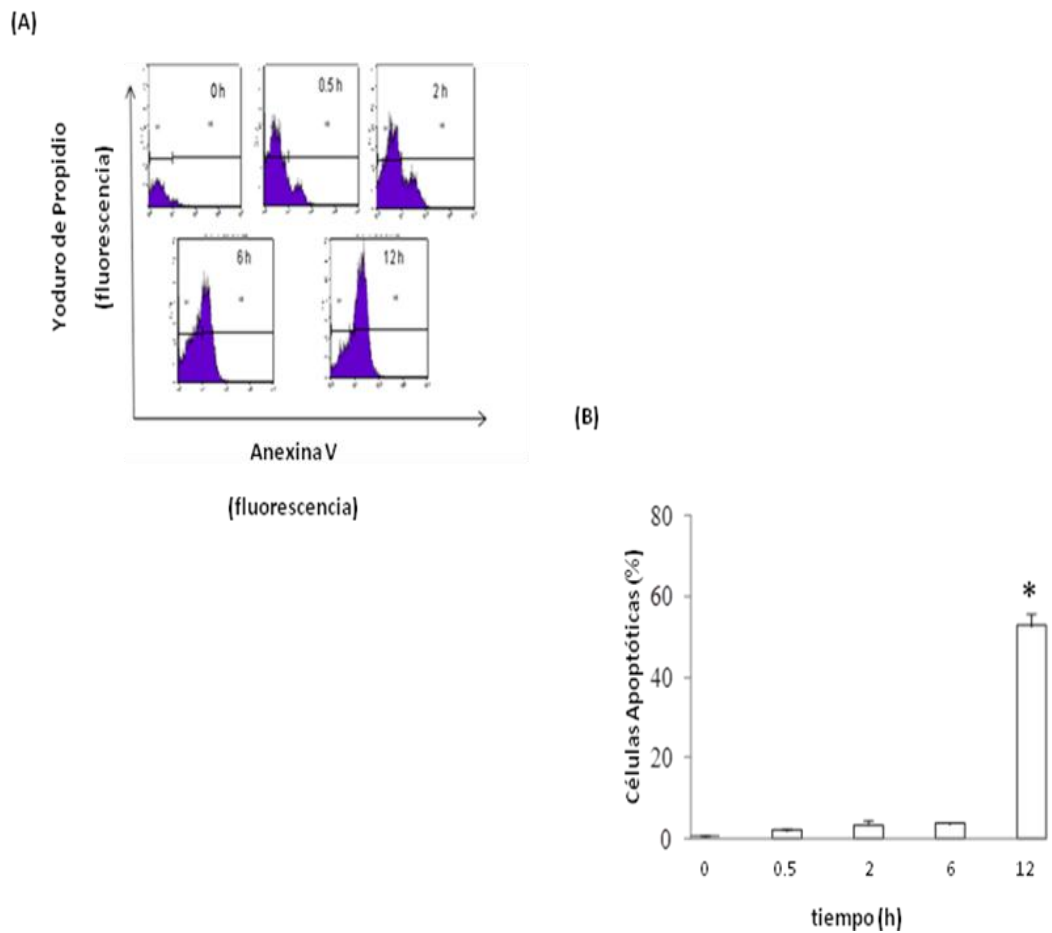 (A)
0h
0.5h
2h
Yoduro de Propidio
(fluorescencia)
6h
12h
Anexina V
(fluorescencia)
(B)
80
60
40
20
0
Células Apoptóticas (%)
*
0 0.5 2 6 12
tiempo (h)